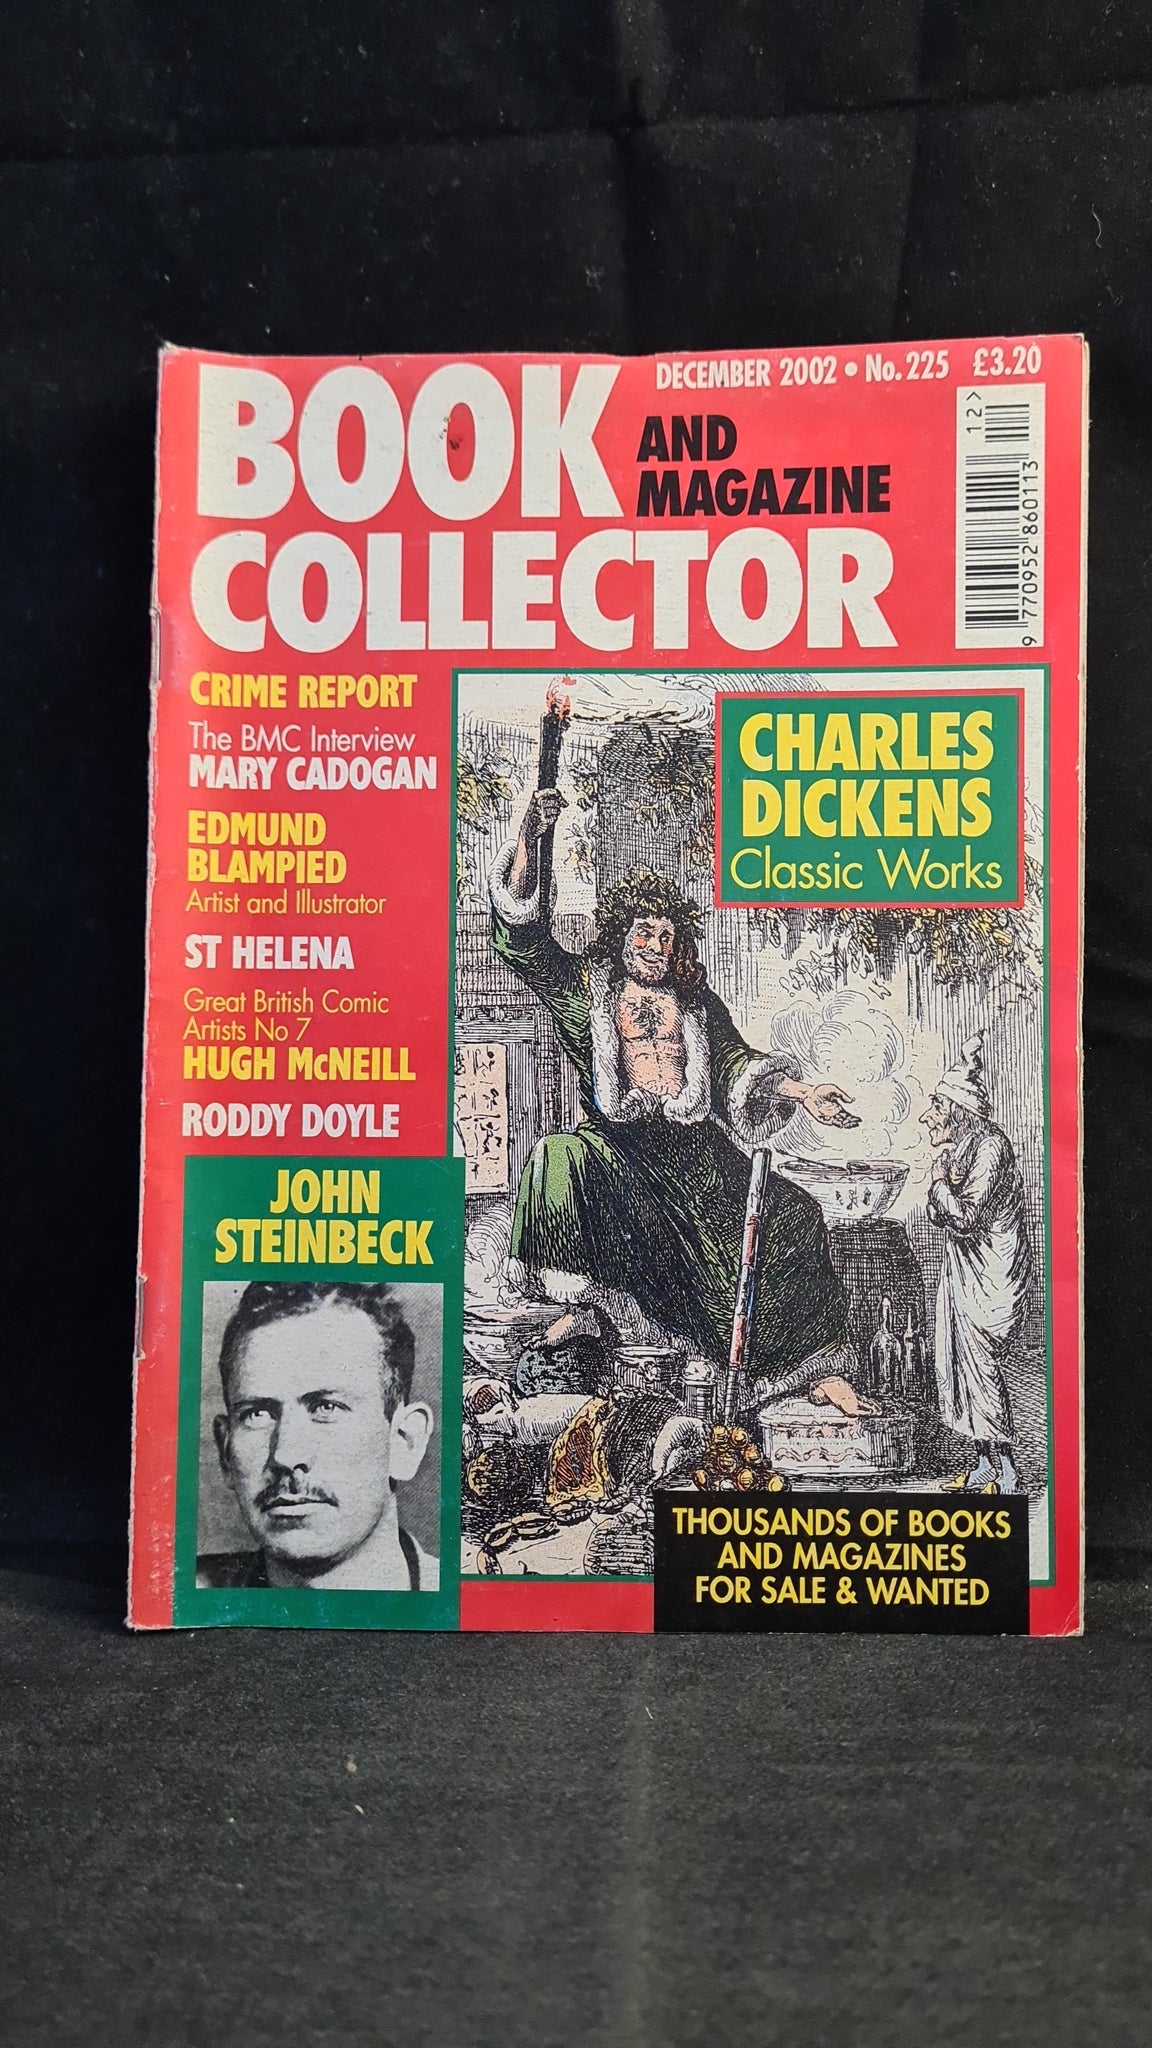 DECEMBER 2002 • No. 225 £3.20
BOOK
AND
MAGAZINE
COLLECTOR
12>
9 770952 860113
CRIME REPORT
The BMC Interview
MARY CADOGAN
EDMUND
BLAMPIED
Artist and Illustrator
ST HELENA
Great British Comic
Artists No 7
HUGH McNEILL
RODDY DOYLE
JOHN
STEINBECK
CHARLES
DICKENS
Classic Works
THOUSANDS OF BOOKS
AND MAGAZINES
FOR SALE & WANTED